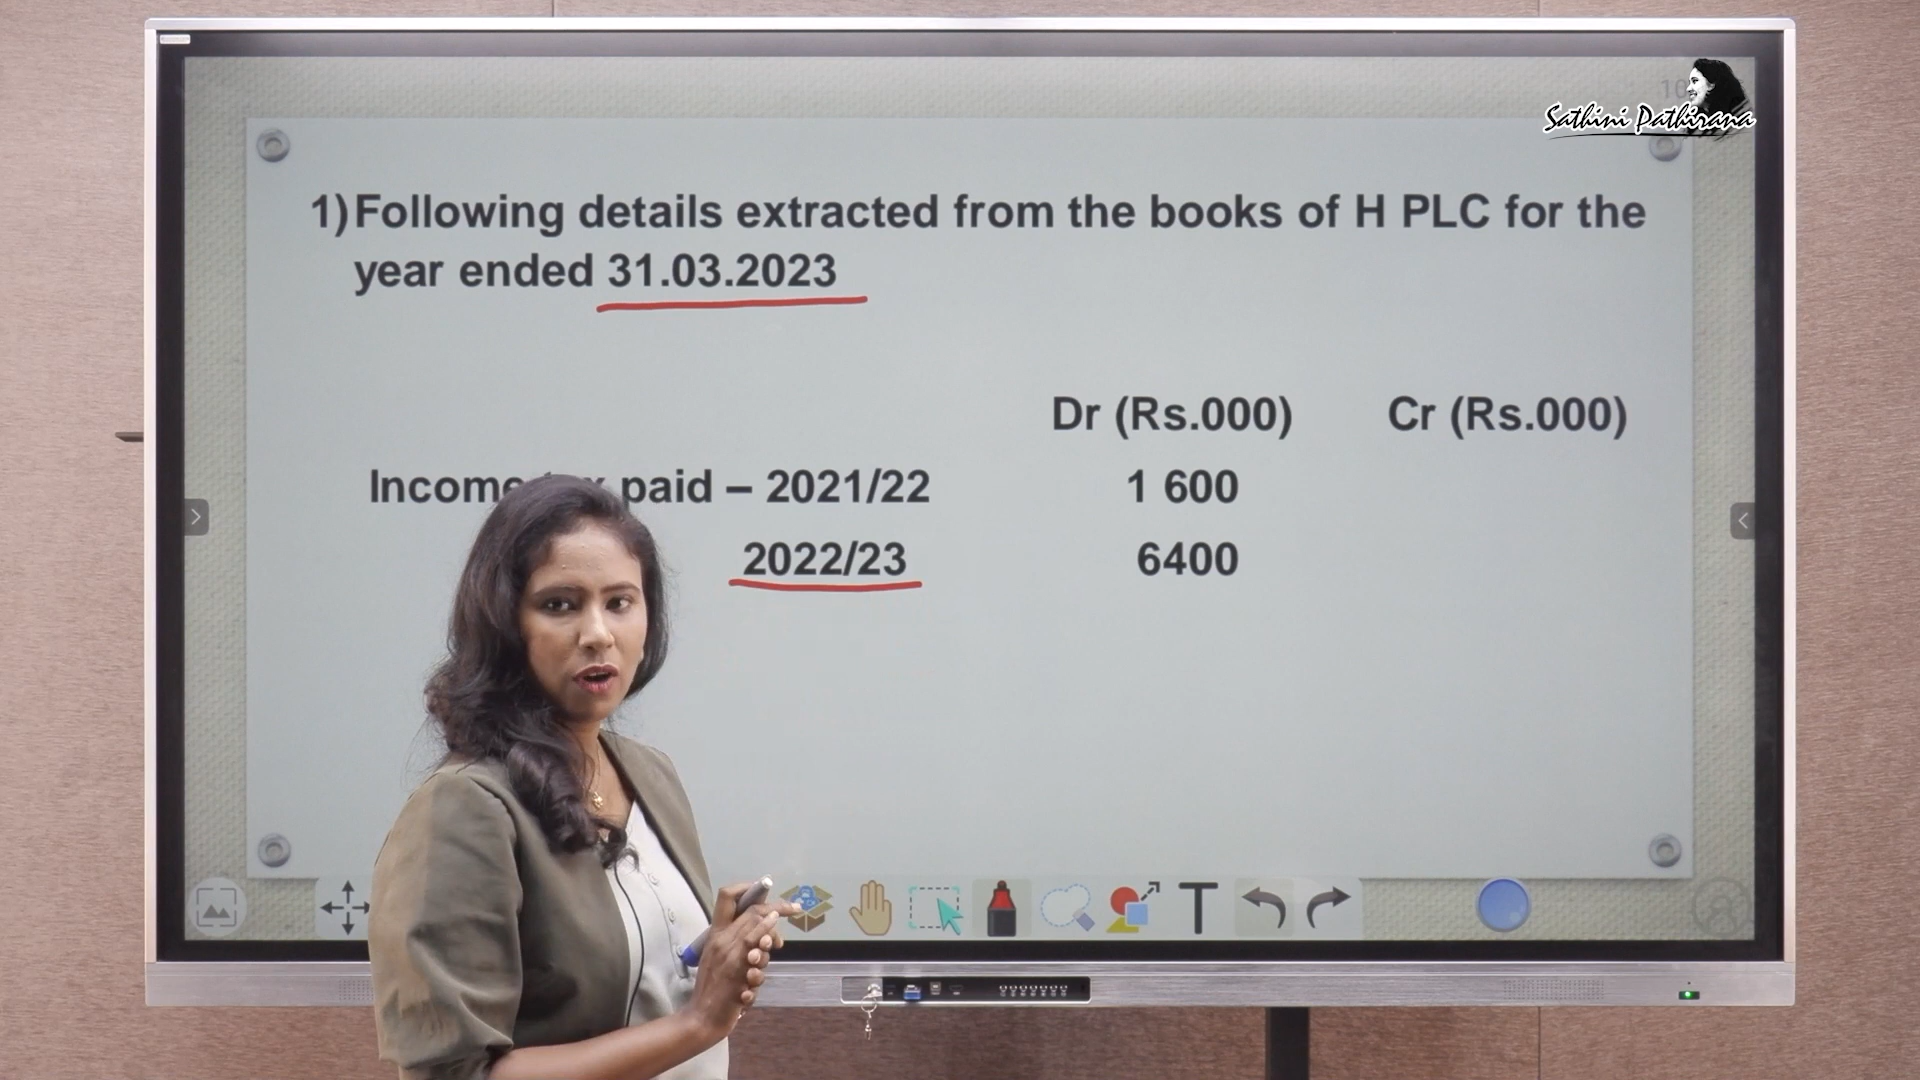 Sathini Pathirana
1) Following details extracted from the books of H PLC for the
year ended 31.03.2023
Dr (Rs.000) Cr (Rs.000)
Income paid – 2021/22 1 600
2022/23 6400
T